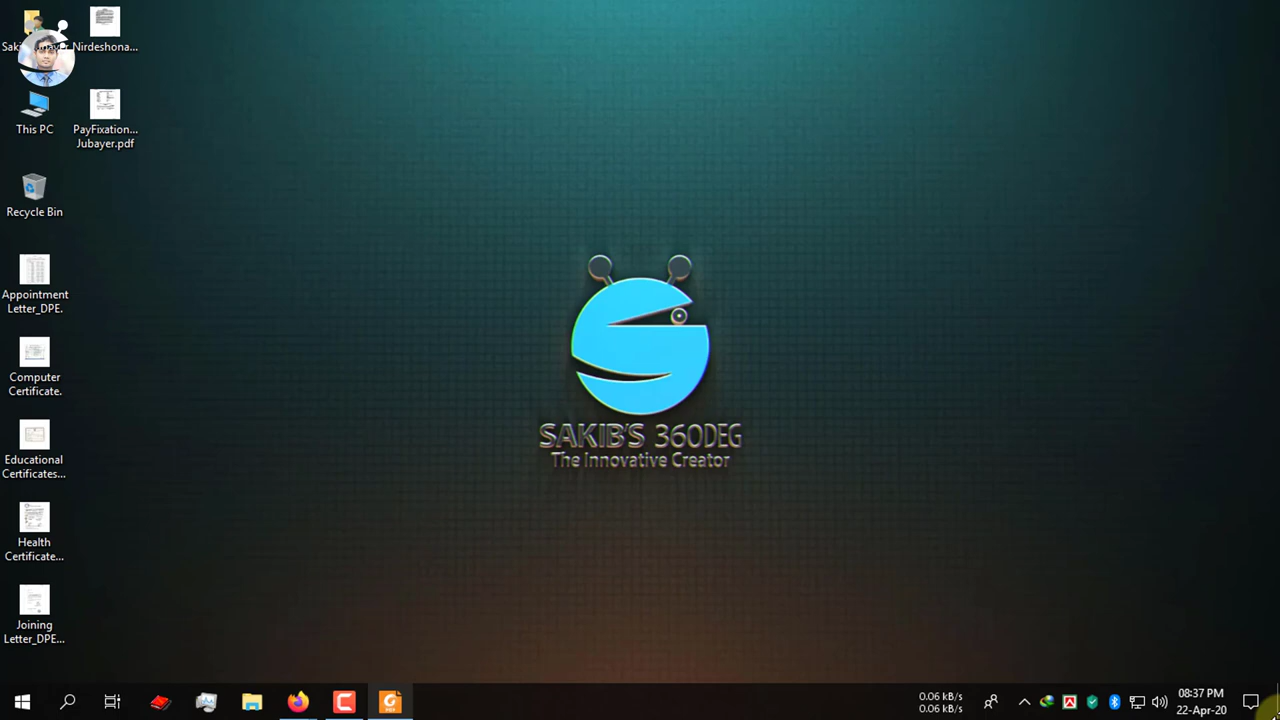 Nirdeshona...
This PC
PayFixation...
Jubayer.pdf
Recycle Bin
Appointment
Letter_DPE.
Computer
Certificate.
Educational
Certificates...
Health
Certificate...
Joining
Letter_DPE...
SAKIB'S 360DEG
The Innovative Creator
0.06 kB/s
0.06 kB/s
08:37 PM
22-Apr-20